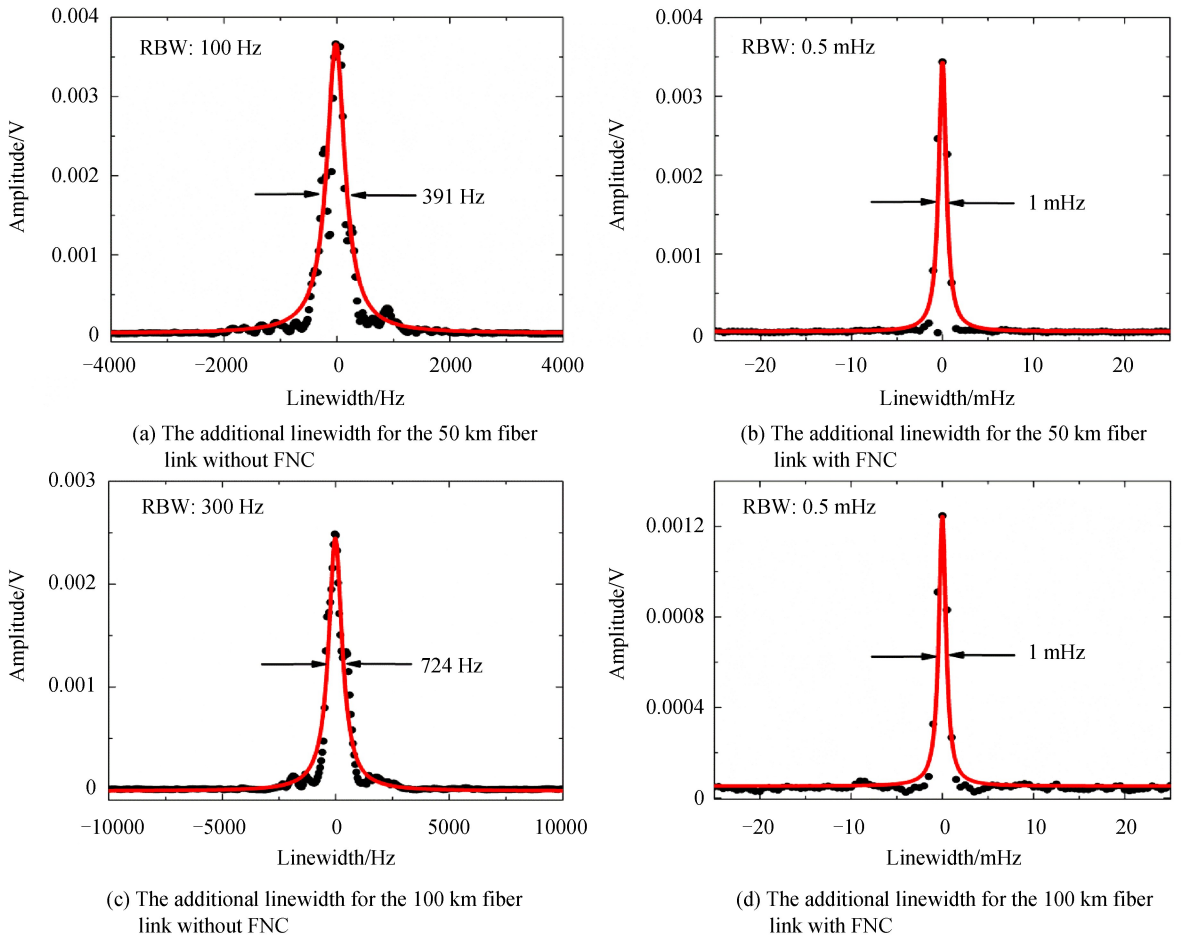 0.004
RBW: 100 Hz
0.003
0.002
391 Hz
0.001
0
Amplitude/V
−4000
−2000
0
2000
4000
Linewidth/Hz
(a) The additional linewidth for the 50 km fiber
link without FNC
0.004
RBW: 0.5 mHz
0.003
0.002
1 mHz
0.001
0
Amplitude/V
−20
−10
0
10
20
Linewidth/mHz
(b) The additional linewidth for the 50 km fiber
link with FNC
0.003
RBW: 300 Hz
0.002
724 Hz
0.001
0
Amplitude/V
−10000
−5000
0
5000
10000
Linewidth/Hz
(c) The additional linewidth for the 100 km fiber
link without FNC
RBW: 0.5 mHz
0.0012
0.0008
1 mHz
0.0004
0
Amplitude/V
−20
−10
0
10
20
Linewidth/mHz
(d) The additional linewidth for the 100 km fiber
link with FNC